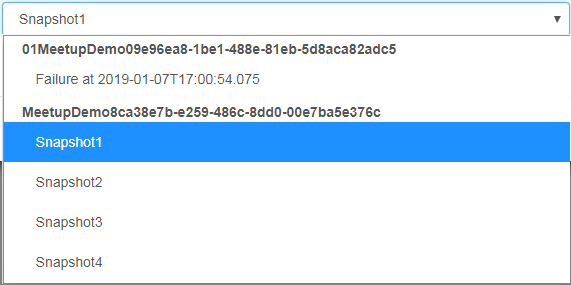 Snapshot1
01MeetupDemo09e96ea8-1be1-488e-81eb-5d8aca82adc5
Failure at 2019-01-07T17:00:54.075
MeetupDemo8ca38e7b-e259-486c-8dd0-00e7ba5e376c
Snapshot1
Snapshot2
Snapshot3
Snapshot4